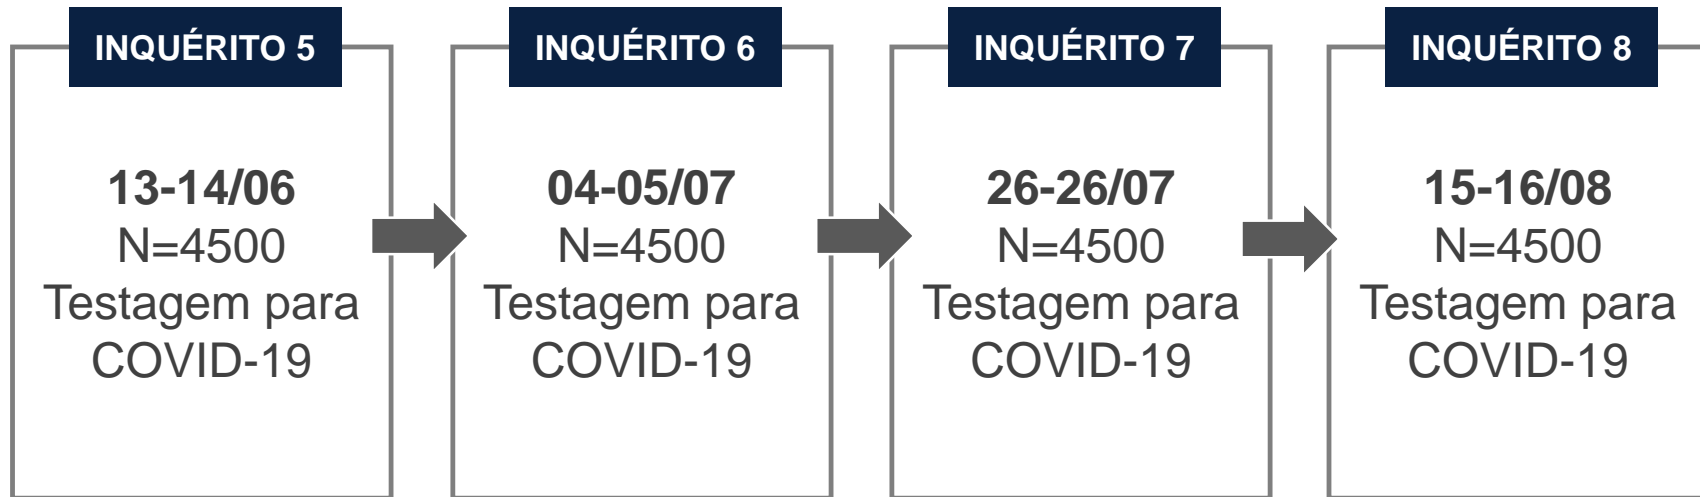 INQUÉRITO 5
13-14/06
N=4500
Testagem para
COVID-19
INQUÉRITO 6
04-05/07
N=4500
Testagem para
COVID-19
INQUÉRITO 7
26-26/07
N=4500
Testagem para
COVID-19
INQUÉRITO 8
15-16/08
N=4500
Testagem para
COVID-19